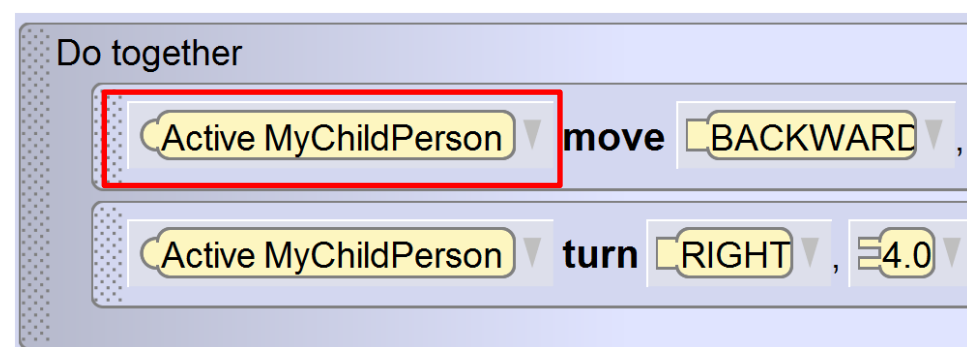 Do together
Active MyChildPerson move BACKWARD ,
Active MyChildPerson turn RIGHT , 4.0